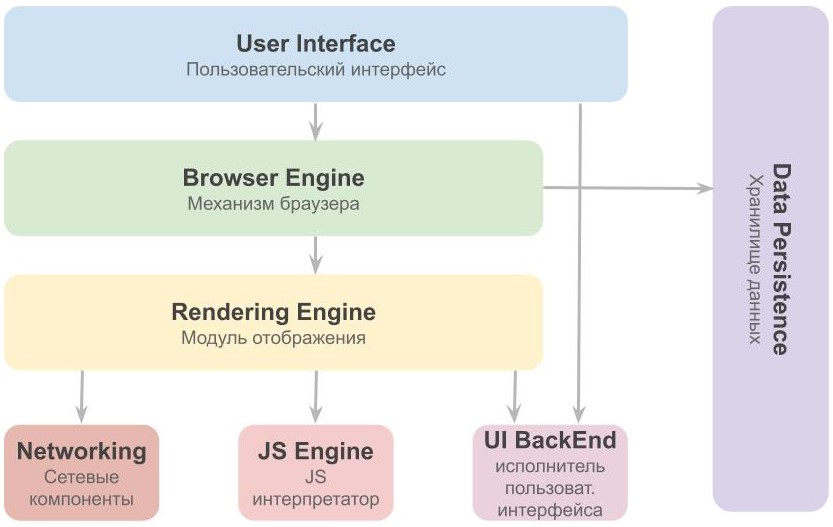 User Interface
Пользовательский интерфейс
Browser Engine
Механизм браузера
Rendering Engine
Модуль отображения
Networking
Сетевые
компоненты
JS Engine
JS
интерпретатор
UI BackEnd
исполнитель
пользоват.
интерфейса
Data Persistence
Хранилище данных